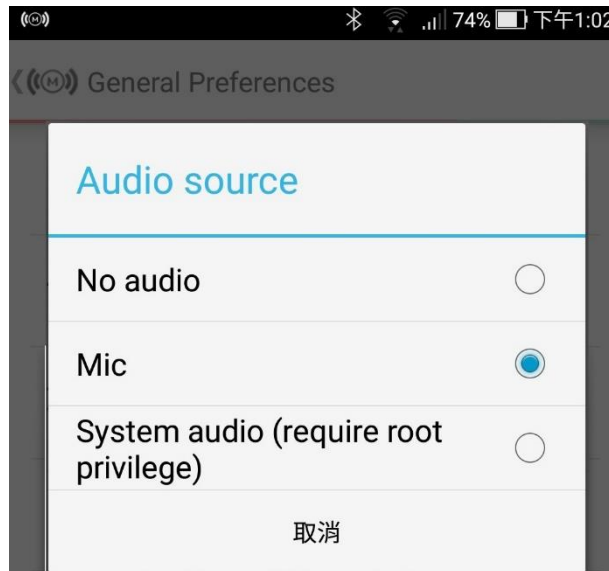 74% 下午1:02
General Preferences
Audio source
No audio
Mic
System audio (require root
privilege)
取消